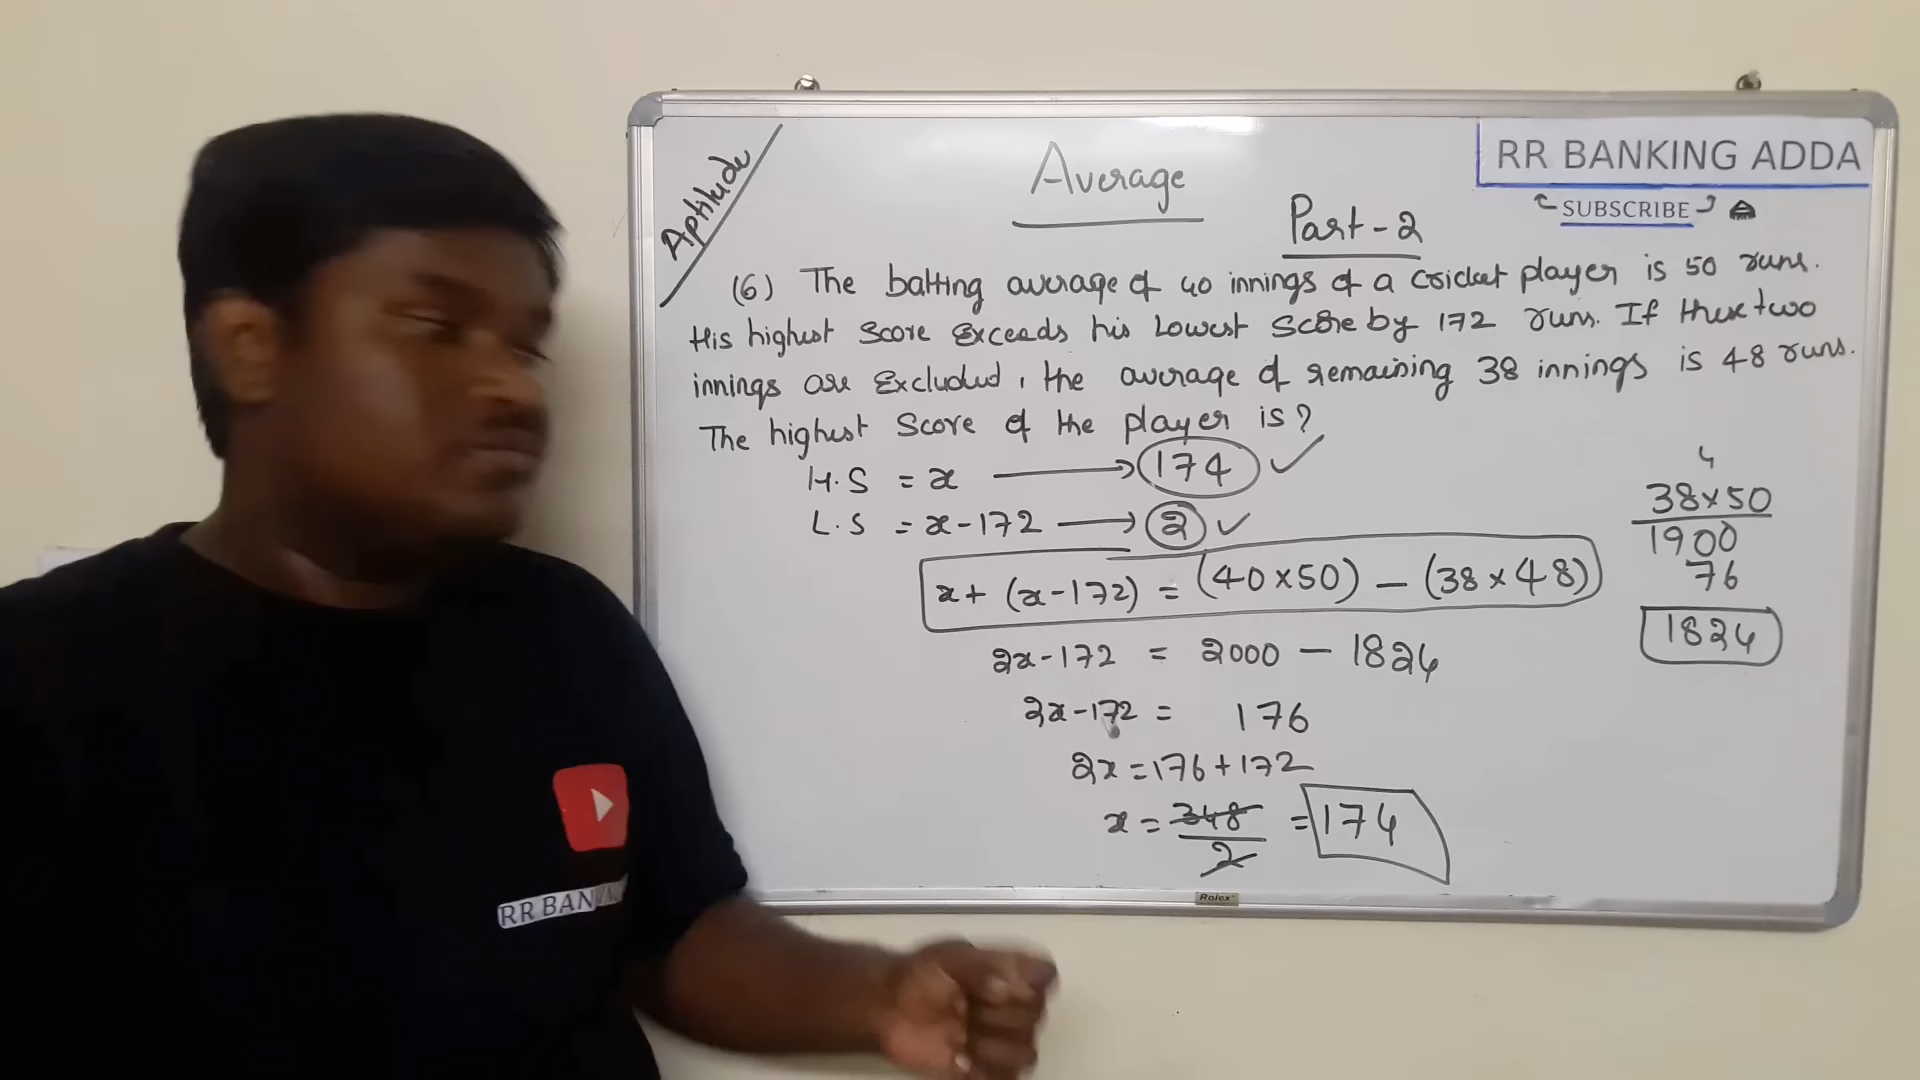 Aptitude
Average
RR BANKING ADDA
SUBSCRIBE
Part-2
(6) The batting average of 40 innings of a cricket player is 50 runs.
His highest Score Exceeds his Lowest Score by 172 runs. If these two
innings are Excluded, the average of remaining 38 innings is 48 runs.
The highest Score of the player is?
H.S = x → 174 ✓
L.S = x-172 → 2 ✓
x+ (x-172) = (40×50) - (38×48)
2x-172 = 2000 - 1824
2x-172 = 176
2x=176+172
x = 348/2 = 174
4
38×50
1900
76
1824
Rolex
RR BANKIN